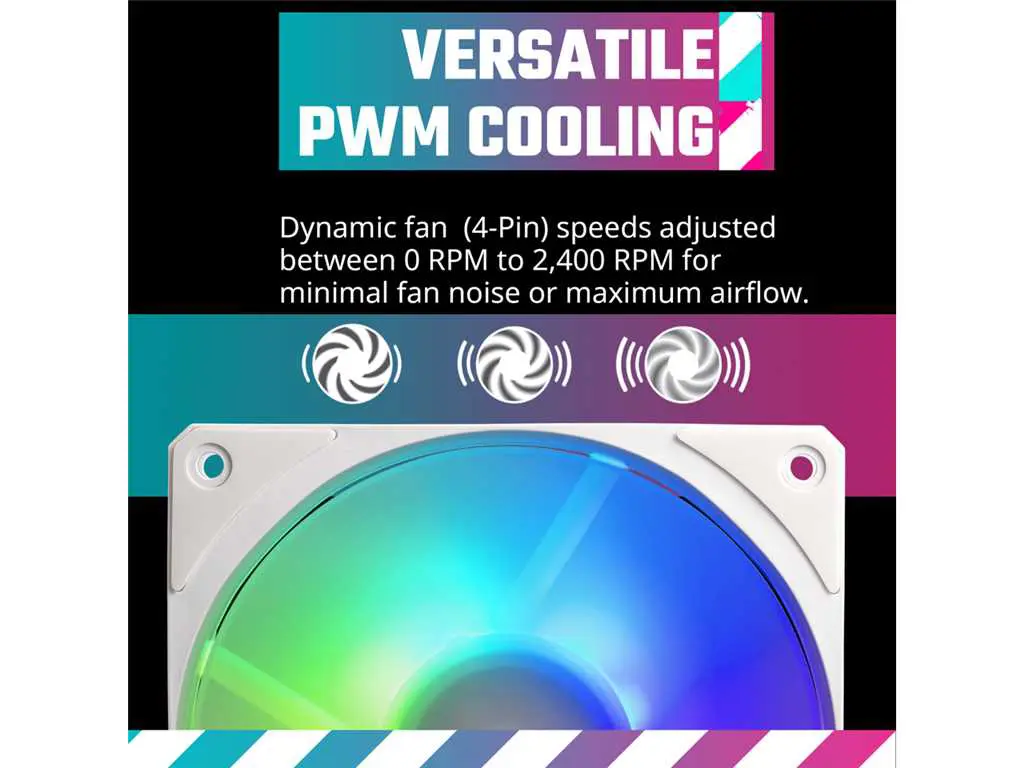 VERSATILE
PWM COOLING
Dynamic fan  (4-Pin) speeds adjusted
between 0 RPM to 2,400 RPM for
minimal fan noise or maximum airflow.